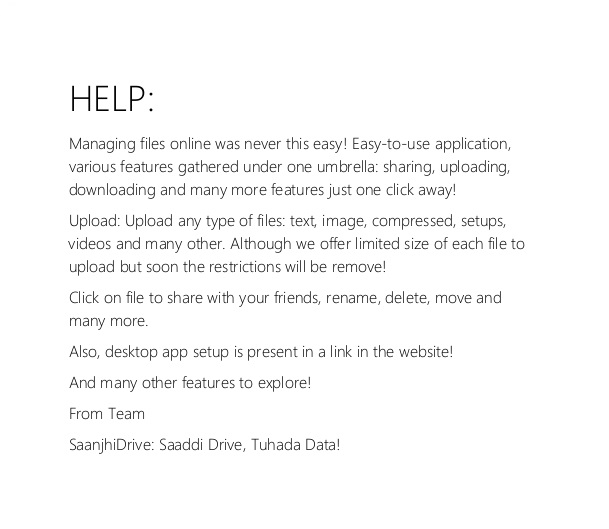 HELP:
Managing files online was never this easy! Easy-to-use application,
various features gathered under one umbrella: sharing, uploading,
downloading and many more features just one click away!
Upload: Upload any type of files: text, image, compressed, setups,
videos and many other. Although we offer limited size of each file to
upload but soon the restrictions will be remove!
Click on file to share with your friends, rename, delete, move and
many more.
Also, desktop app setup is present in a link in the website!
And many other features to explore!
From Team
SaanjhiDrive: Saaddi Drive, Tuhada Data!